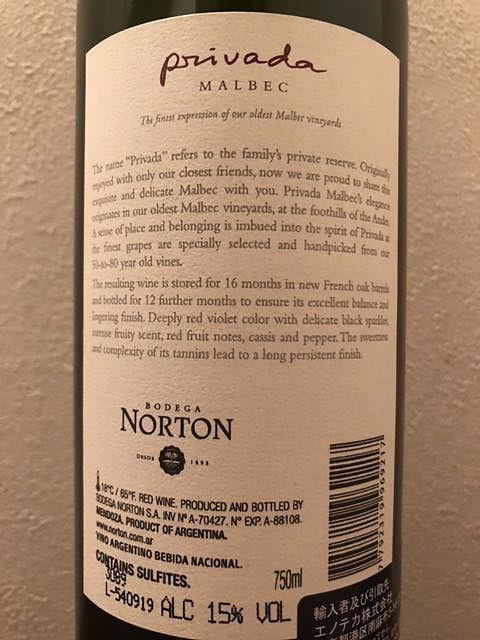 privada
MALBEC
The finest expression of our oldest Malbec vineyards
The name “Privada” refers to the family's private reserve. Originally
enjoyed with only our closest friends, now we are proud to share this
exquisite and delicate Malbec with you. Privada Malbec's elegance
originates in our oldest Malbec vineyards, at the foothills of the Andes.
A sense of place and belonging is imbued into the spirit of Privada as
the finest grapes are specially selected and handpicked from our
50-to-80 year old vines.
The resulting wine is stored for 16 months in new French oak barrels
and bottled for 12 further months to ensure its excellent balance and
lingering finish. Deeply red violet color with delicate black sparkles,
intense fruity scent, red fruit notes, cassis and pepper. The sweetness
and complexity of its tannins lead to a long persistent finish.
BODEGA
NORTON
Desde 1895
18°C / 65°F. RED WINE. PRODUCED AND BOTTLED BY
BODEGA NORTON S.A. INV Nº A-70427. Nº EXP. A-88108.
MENDOZA. PRODUCT OF ARGENTINA.
www.norton.com.ar
VINO ARGENTINO BEBIDA NACIONAL.
CONTAINS SULFITES.
750ml
L-540919 ALC 15% VOL
輸入者及び引取先
エノテカ株式会社